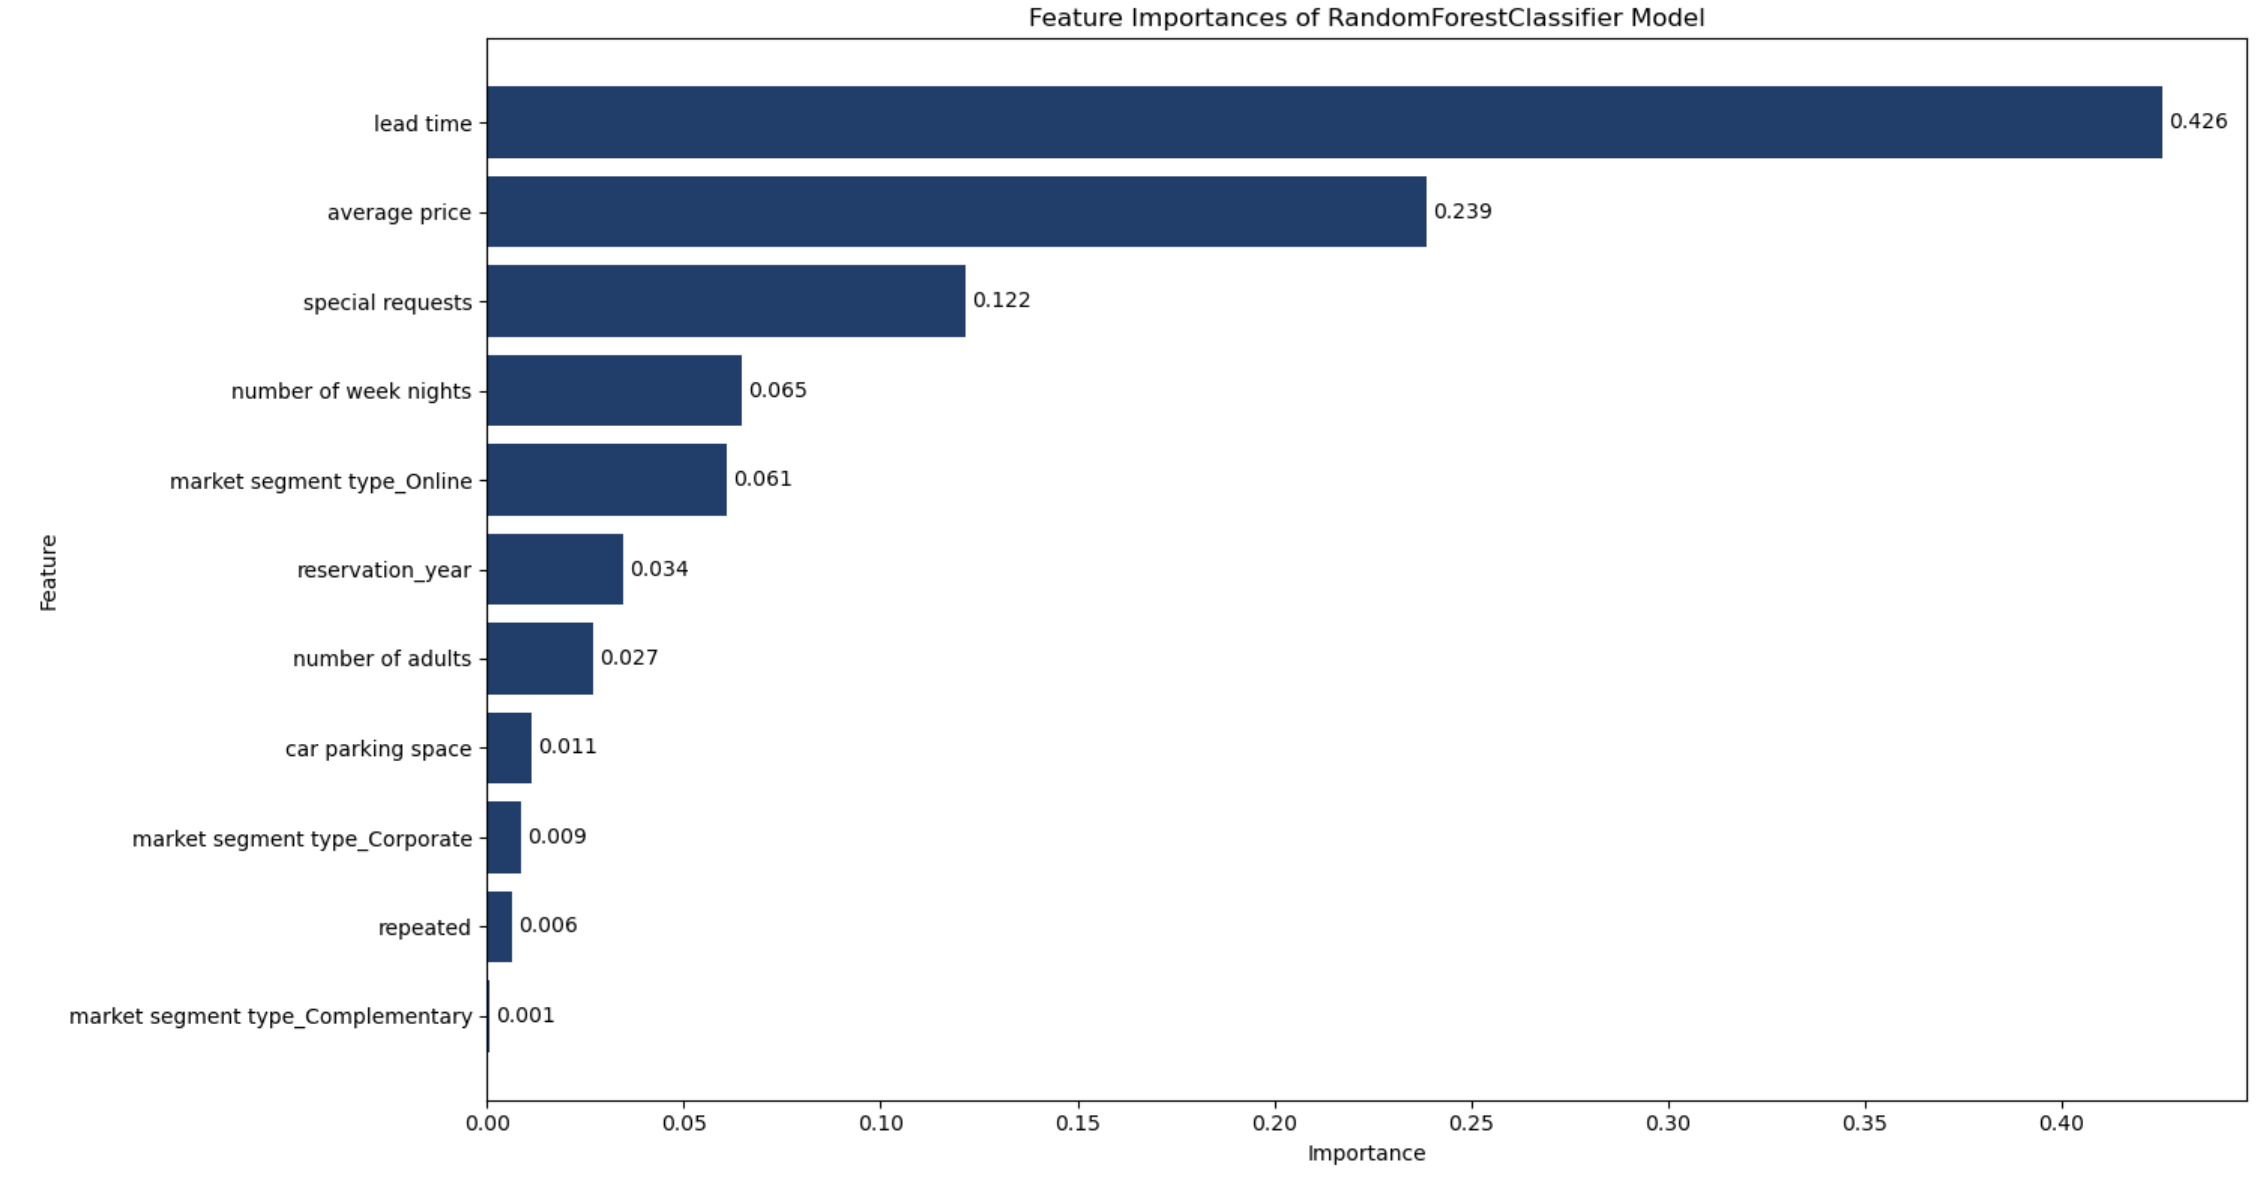 Feature Importances of RandomForestClassifier Model
lead time
0.426
average price
0.239
special requests
0.122
number of week nights
0.065
market segment type_Online
0.061
reservation_year
0.034
number of adults
0.027
car parking space
0.011
market segment type_Corporate
0.009
repeated
0.006
market segment type_Complementary
0.001
Feature
0.00 0.05 0.10 0.15 0.20 0.25 0.30 0.35 0.40
Importance